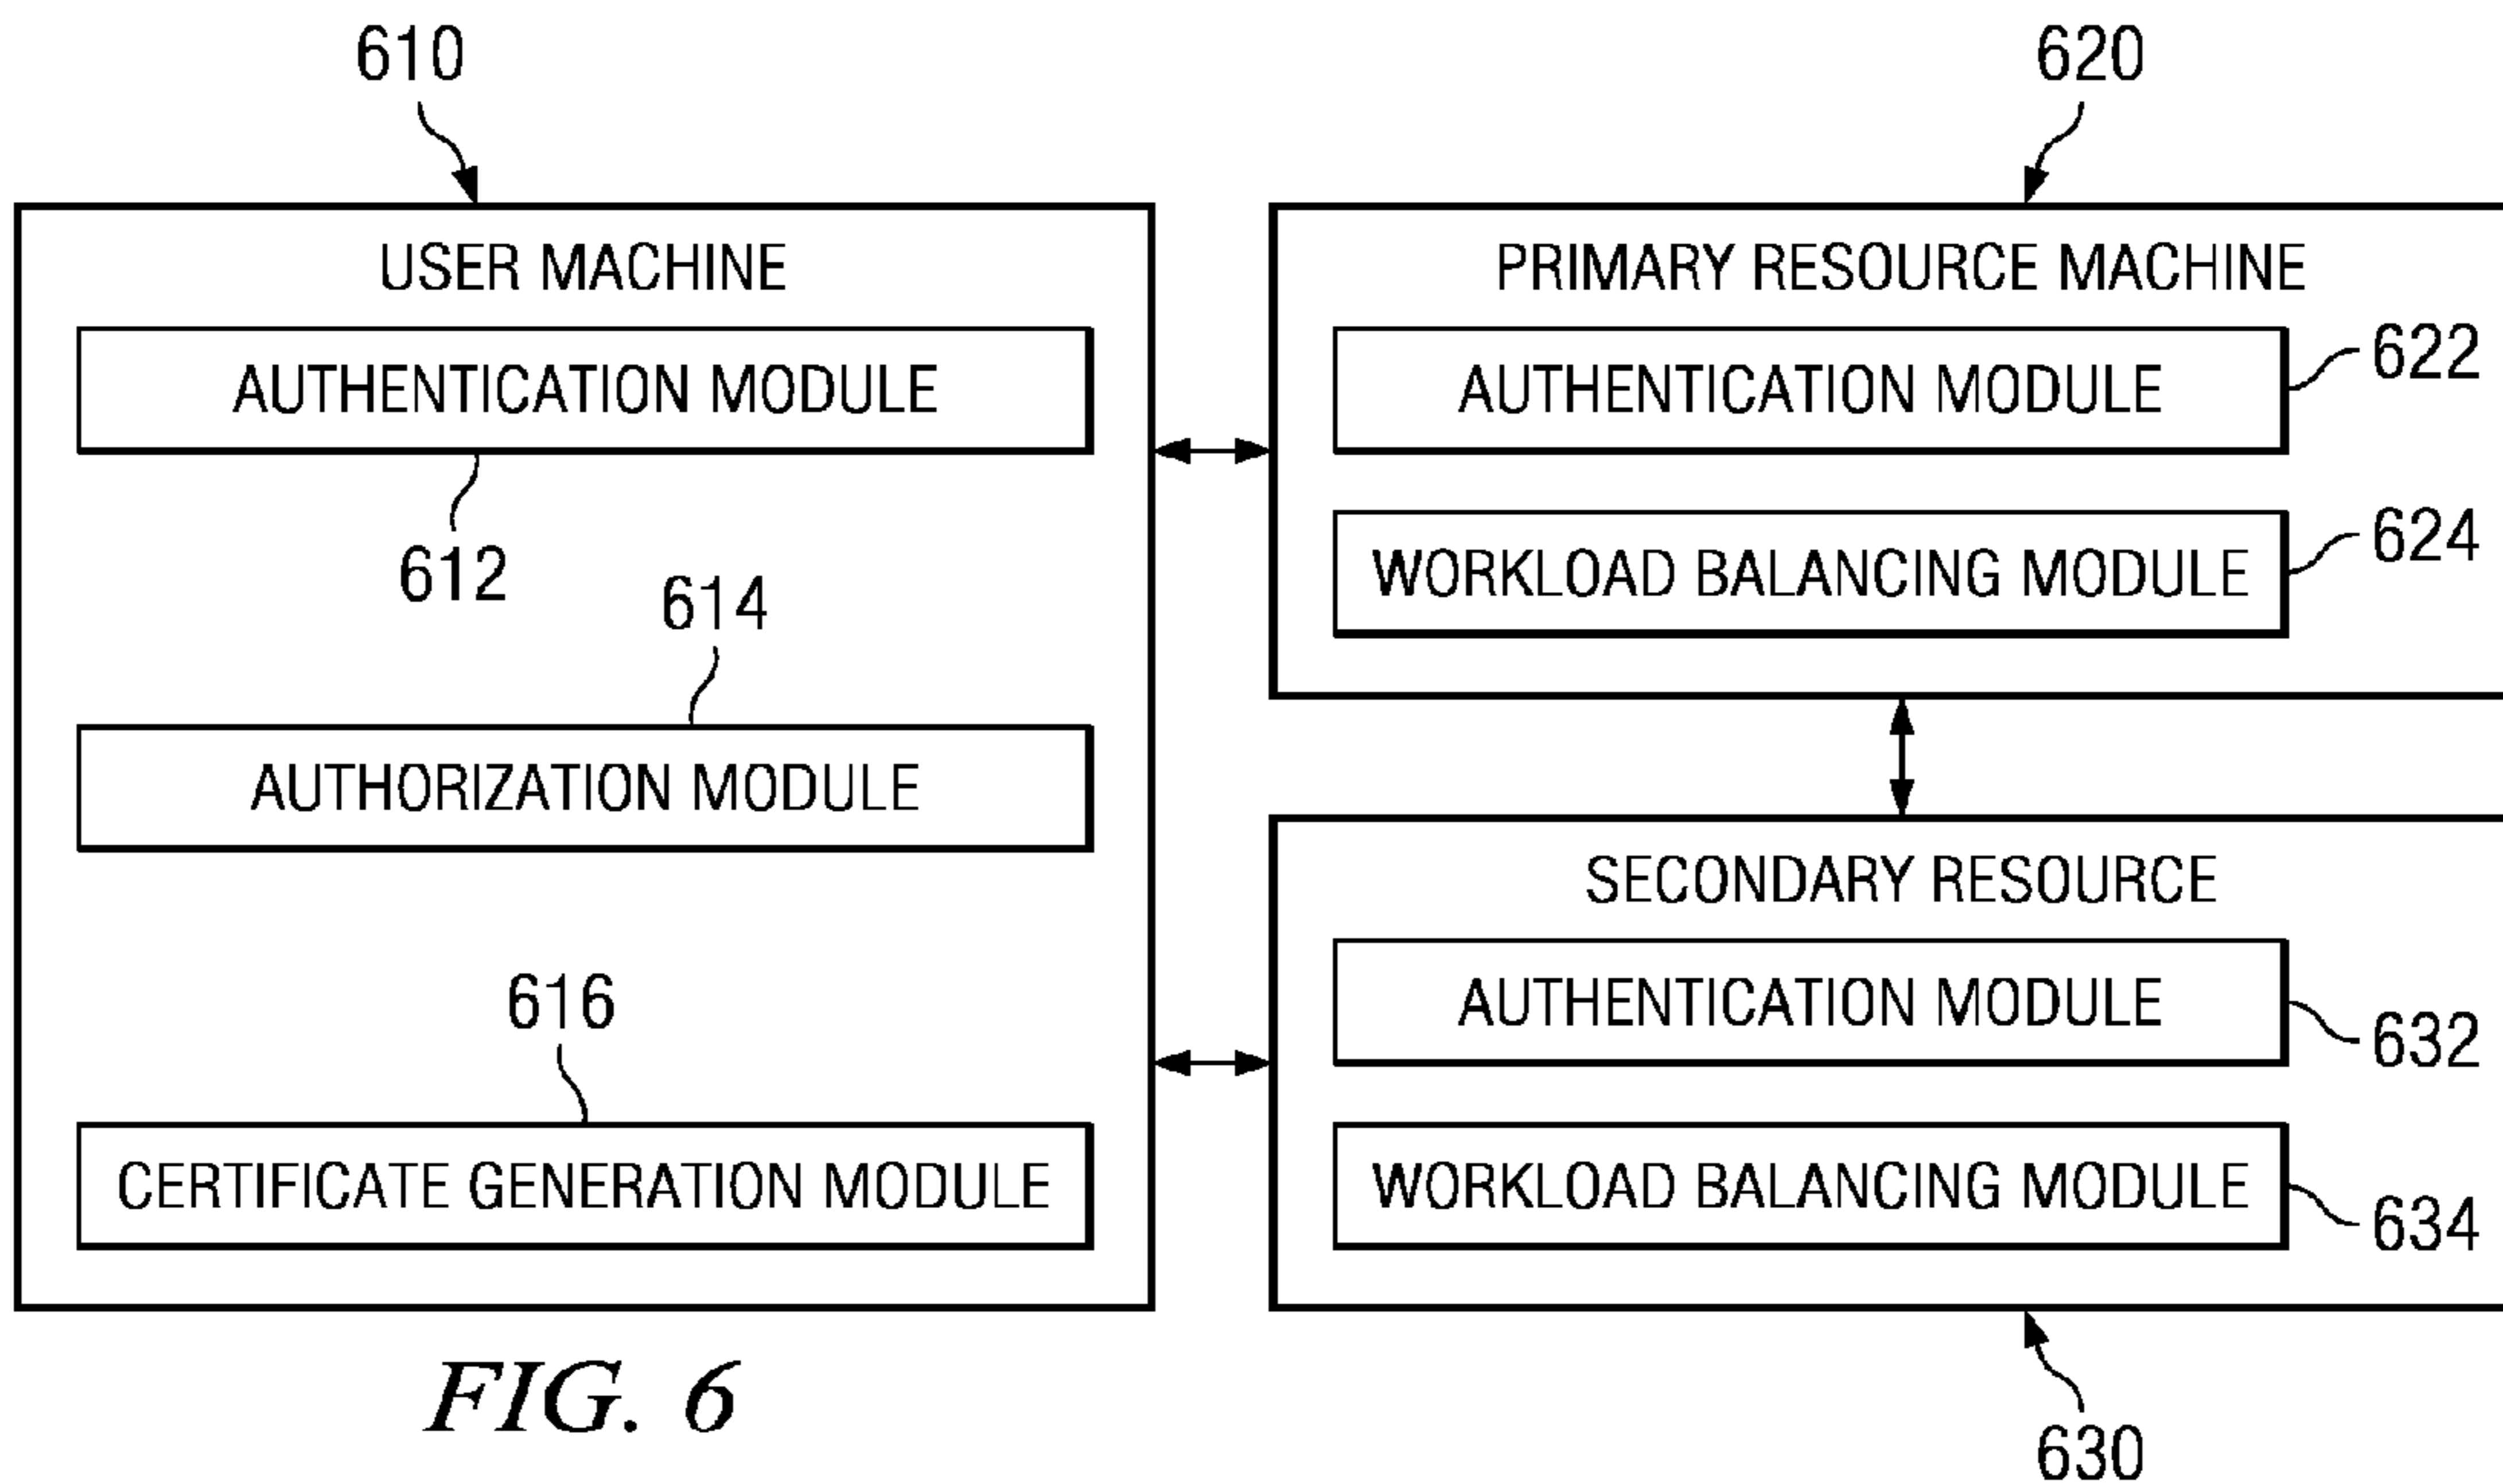 610
620
USER MACHINE
AUTHENTICATION MODULE
612
614
AUTHORIZATION MODULE
616
CERTIFICATE GENERATION MODULE
PRIMARY RESOURCE MACHINE
AUTHENTICATION MODULE
622
WORKLOAD BALANCING MODULE
624
SECONDARY RESOURCE
AUTHENTICATION MODULE
632
WORKLOAD BALANCING MODULE
634
630
FIG. 6